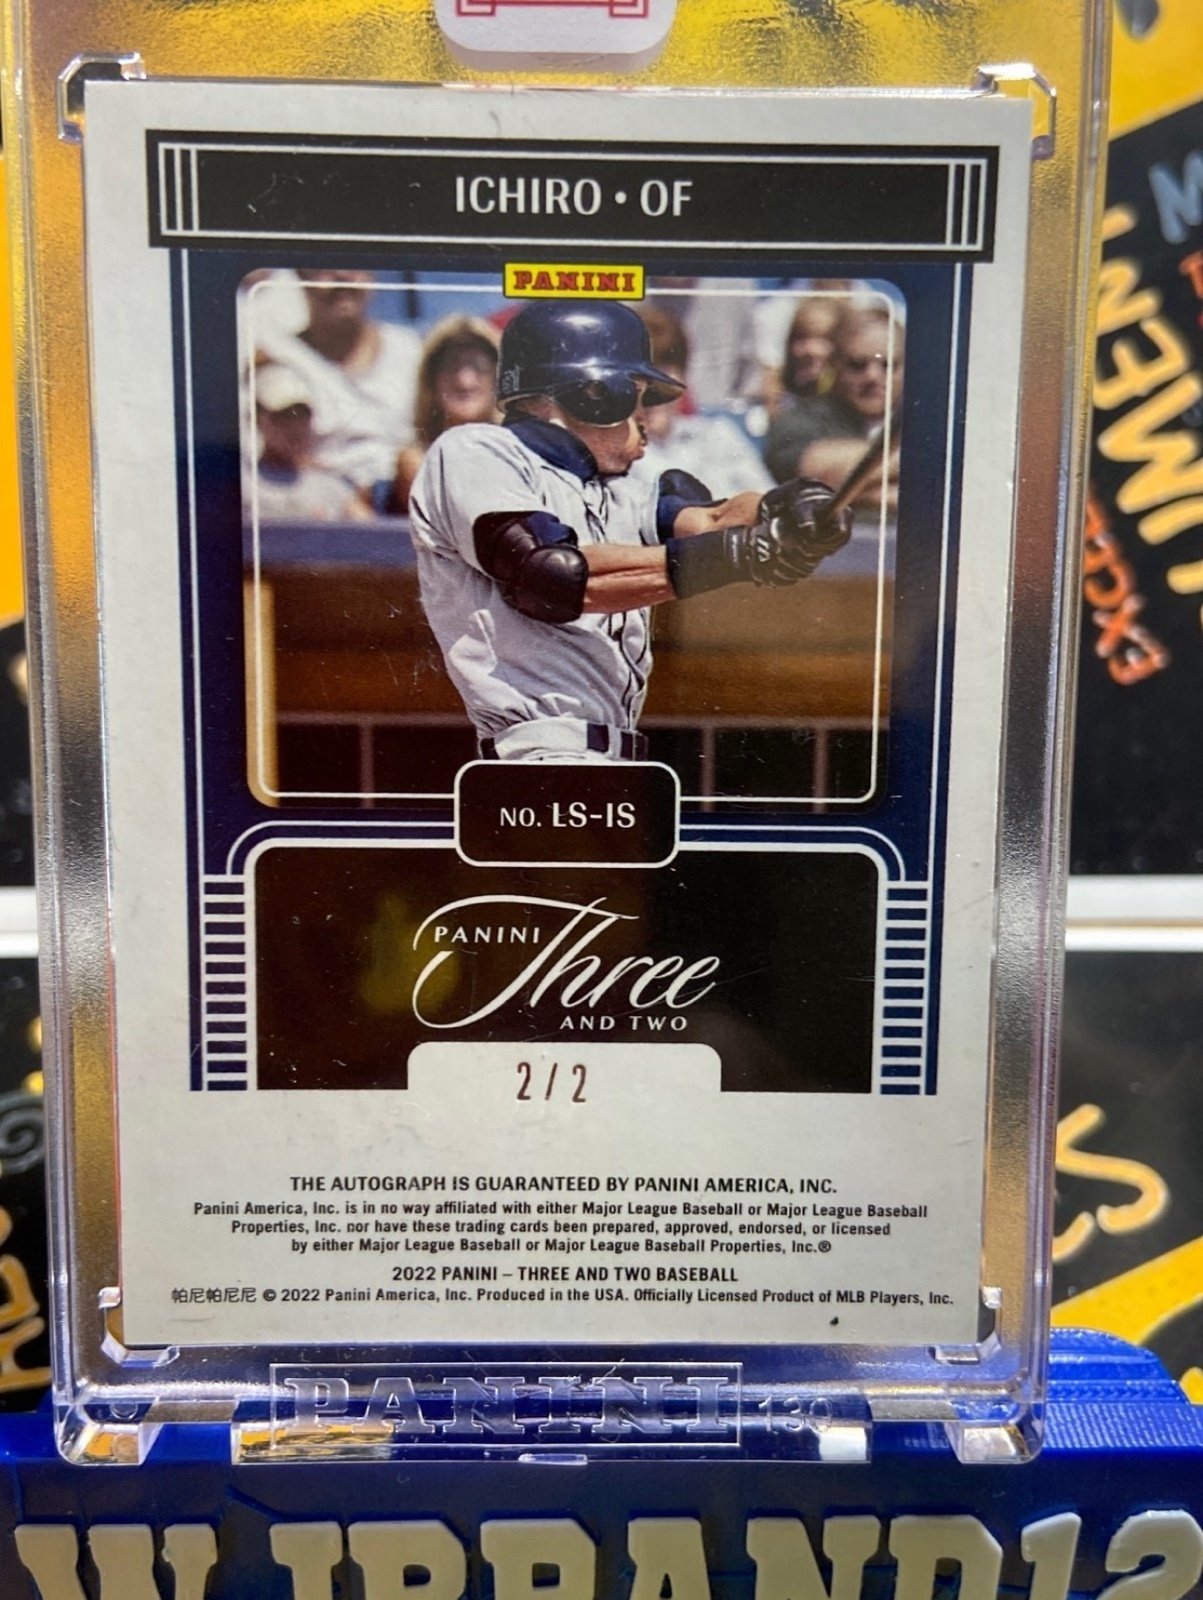 ICHIRO • OF
PANINI
NO. LS-IS
PANINI
Three
AND TWO
2/2
THE AUTOGRAPH IS GUARANTEED BY PANINI AMERICA, INC.
Panini America, Inc. is in no way affiliated with either Major League Baseball or Major League Baseball
Properties, Inc. nor have these trading cards been prepared, approved, endorsed, or licensed
by either Major League Baseball or Major League Baseball Properties, Inc.®
2022 PANINI – THREE AND TWO BASEBALL
帕尼帕尼尼 © 2022 Panini America, Inc. Produced in the USA. Officially Licensed Product of MLB Players, Inc.
PANINI 130
WJBRAND12